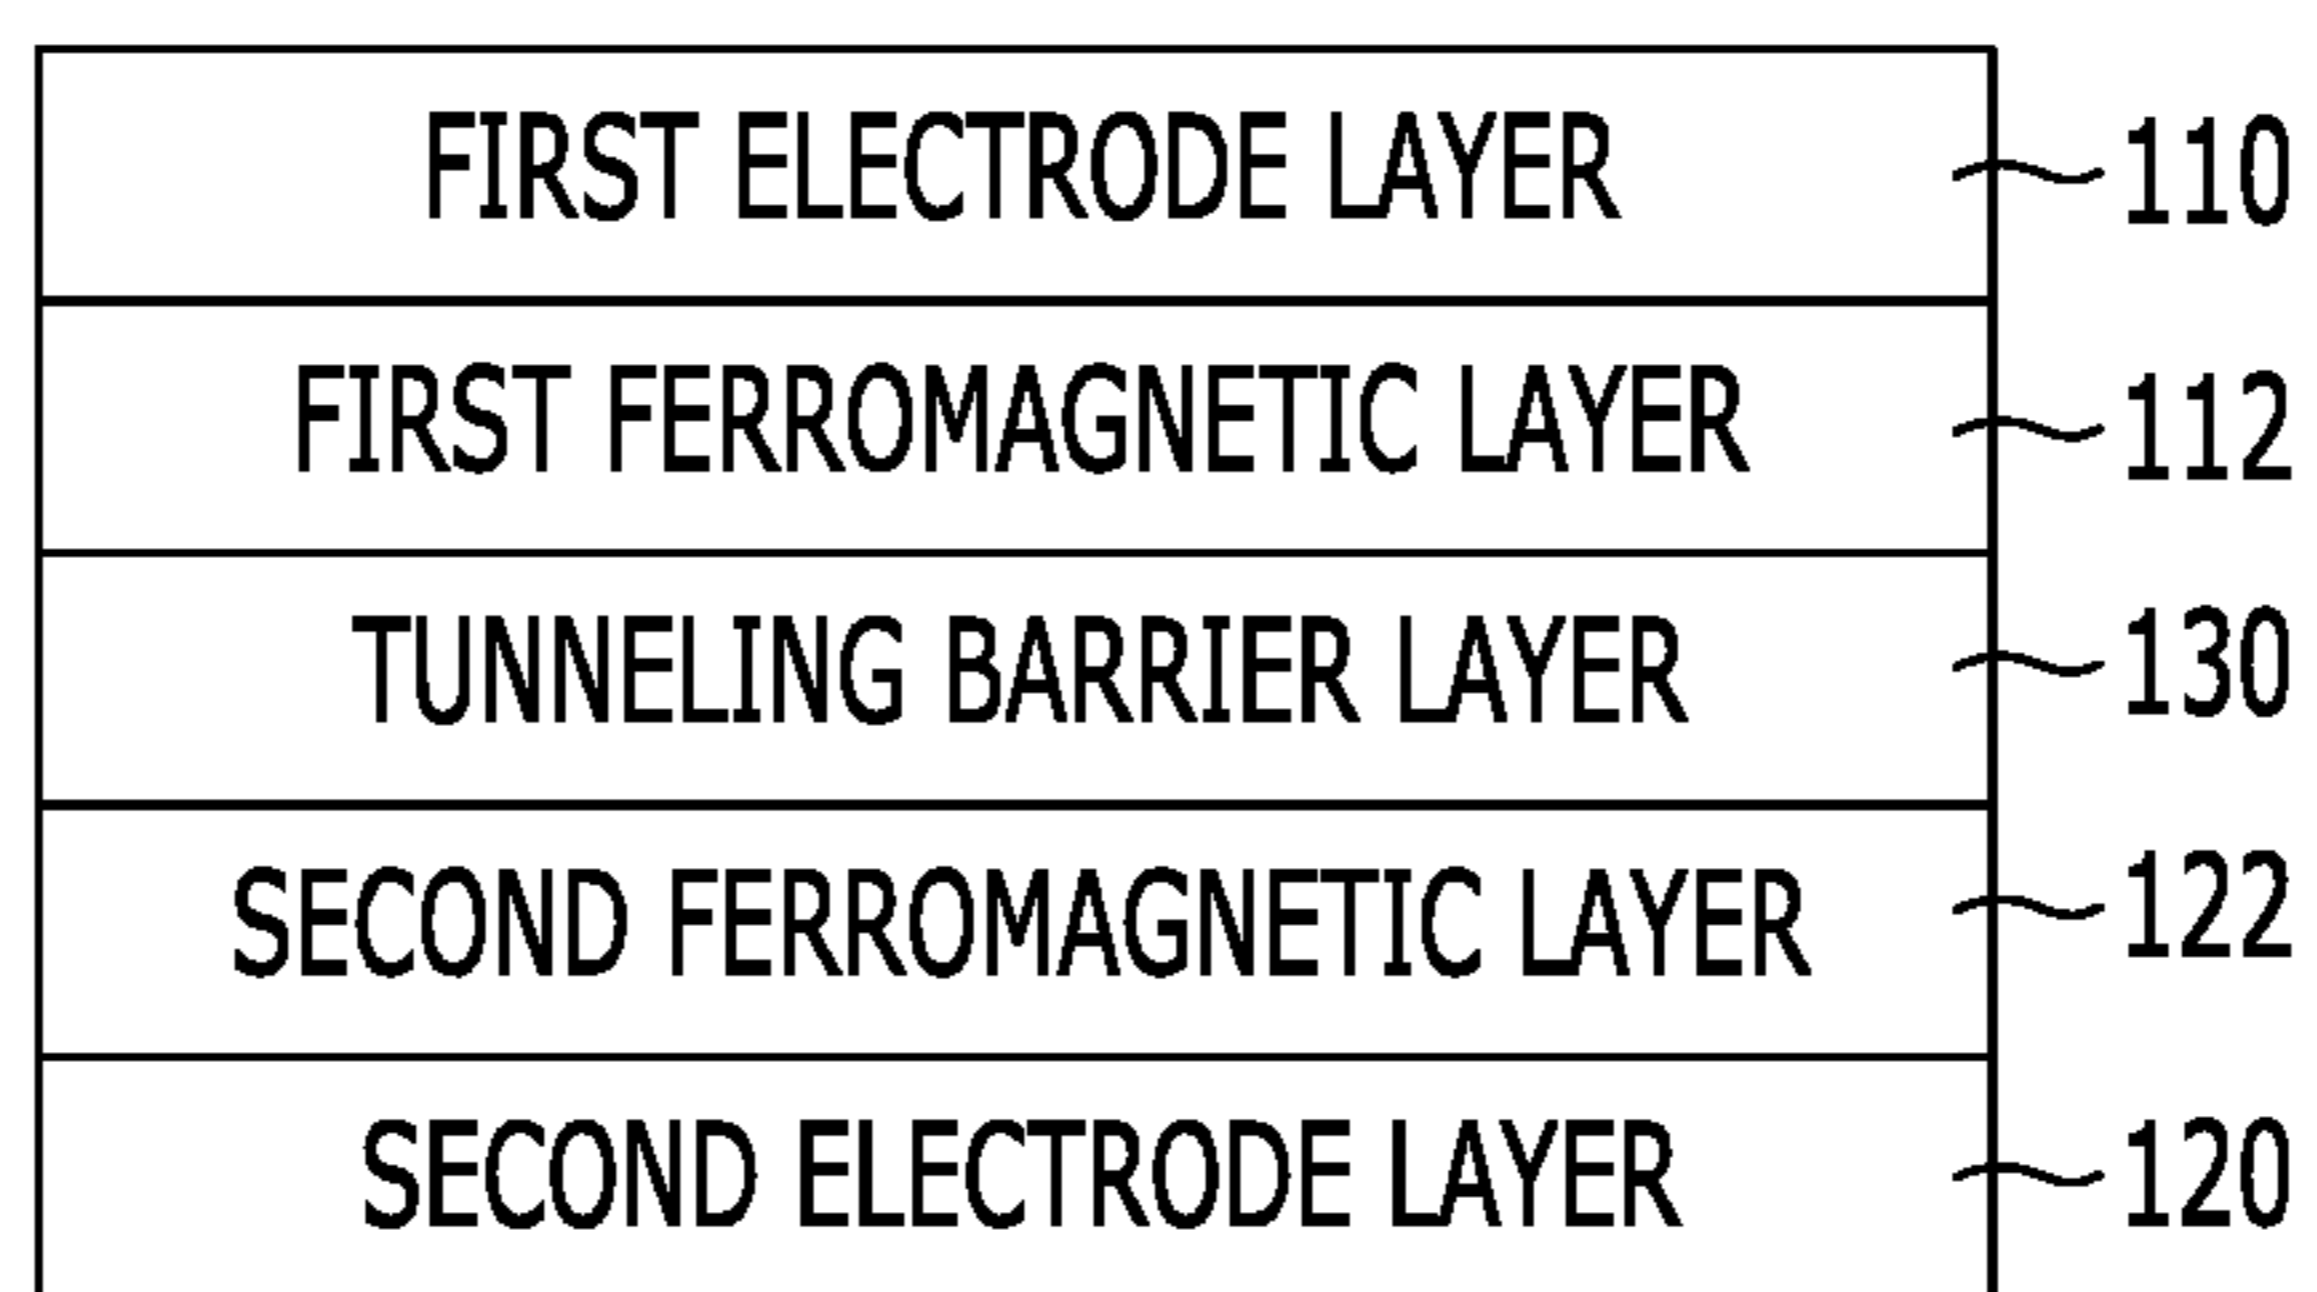 FIRST ELECTRODE LAYER 110
FIRST FERROMAGNETIC LAYER 112
TUNNELING BARRIER LAYER 130
SECOND FERROMAGNETIC LAYER 122
SECOND ELECTRODE LAYER 120